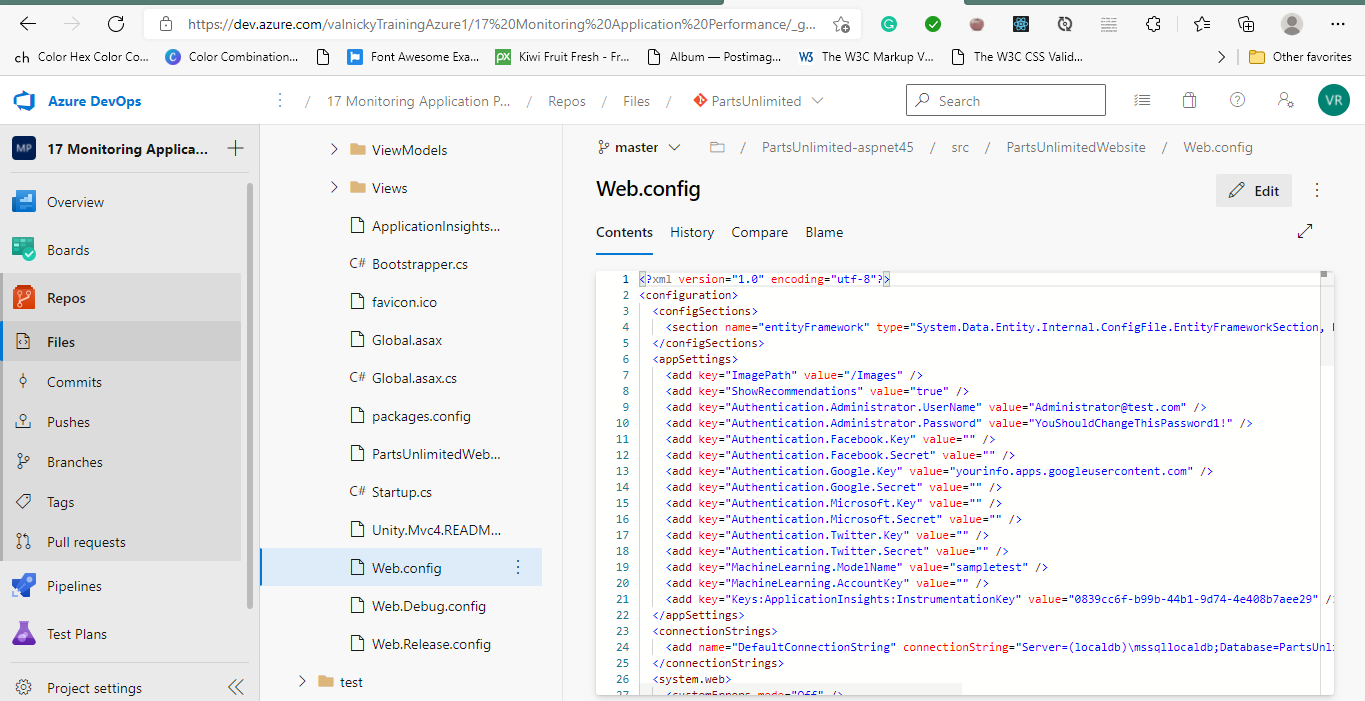 https://dev.azure.com/valnickyTrainingAzure1/17%20Monitoring%20Application%20Performance/_g...
ch Color Hex Color Co... Color Combination... Font Awesome Exa... Kiwi Fruit Fresh - Fr... Album — Postimag... The W3C Markup V... The W3C CSS Valid... Other favorites
Azure DevOps / 17 Monitoring Application P... / Repos / Files / PartsUnlimited Search VR
MP 17 Monitoring Applica...
Overview
Boards
Repos
Files
Commits
Pushes
Branches
Tags
Pull requests
Pipelines
Test Plans
Project settings
ViewModels
Views
ApplicationInsights...
C# Bootstrapper.cs
favicon.ico
Global.asax
C# Global.asax.cs
packages.config
PartsUnlimitedWeb...
C# Startup.cs
Unity.Mvc4.READM...
Web.config
Web.Debug.config
Web.Release.config
test
master / PartsUnlimited-aspnet45 / src / PartsUnlimitedWebsite / Web.config
Web.config
Edit
Contents History Compare Blame
1 <?xml version="1.0" encoding="utf-8"?>
2 <configuration>
3 <configSections>
4 <section name="entityFramework" type="System.Data.Entity.Internal.ConfigFile.EntityFrameworkSection,
5 </configSections>
6 <appSettings>
7 <add key="ImagePath" value="/Images" />
8 <add key="ShowRecommendations" value="true" />
9 <add key="Authentication.Administrator.UserName" value="Administrator@test.com" />
10 <add key="Authentication.Administrator.Password" value="YouShouldChangeThisPassword1!" />
11 <add key="Authentication.Facebook.Key" value="" />
12 <add key="Authentication.Facebook.Secret" value="" />
13 <add key="Authentication.Google.Key" value="yourinfo.apps.googleusercontent.com" />
14 <add key="Authentication.Google.Secret" value="" />
15 <add key="Authentication.Microsoft.Key" value="" />
16 <add key="Authentication.Microsoft.Secret" value="" />
17 <add key="Authentication.Twitter.Key" value="" />
18 <add key="Authentication.Twitter.Secret" value="" />
19 <add key="MachineLearning.ModelName" value="sampletest" />
20 <add key="MachineLearning.AccountKey" value="" />
21 <add key="Keys:ApplicationInsights:InstrumentationKey" value="0839cc6f-b99b-44b1-9d74-4e408b7aee29" /
22 </appSettings>
23 <connectionStrings>
24 <add name="DefaultConnectionString" connectionString="Server=(localdb)\mssqllocaldb;Database=PartsUnl
25 </connectionStrings>
26 <system.web>
27 <customErrors mode="Off" />